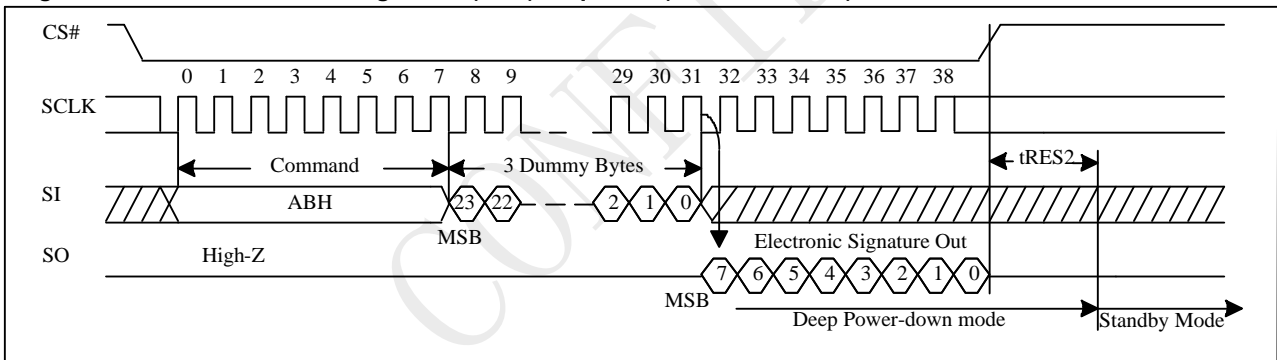 CS#
0 1 2 3 4 5 6 7 8 9 29 30 31 32 33 34 35 36 37 38
SCLK
Command 3 Dummy Bytes tRES2
SI ABH 23 22 2 1 0
MSB
SO High-Z Electronic Signature Out
7 6 5 4 3 2 1 0
MSB
Deep Power-down mode Standby Mode